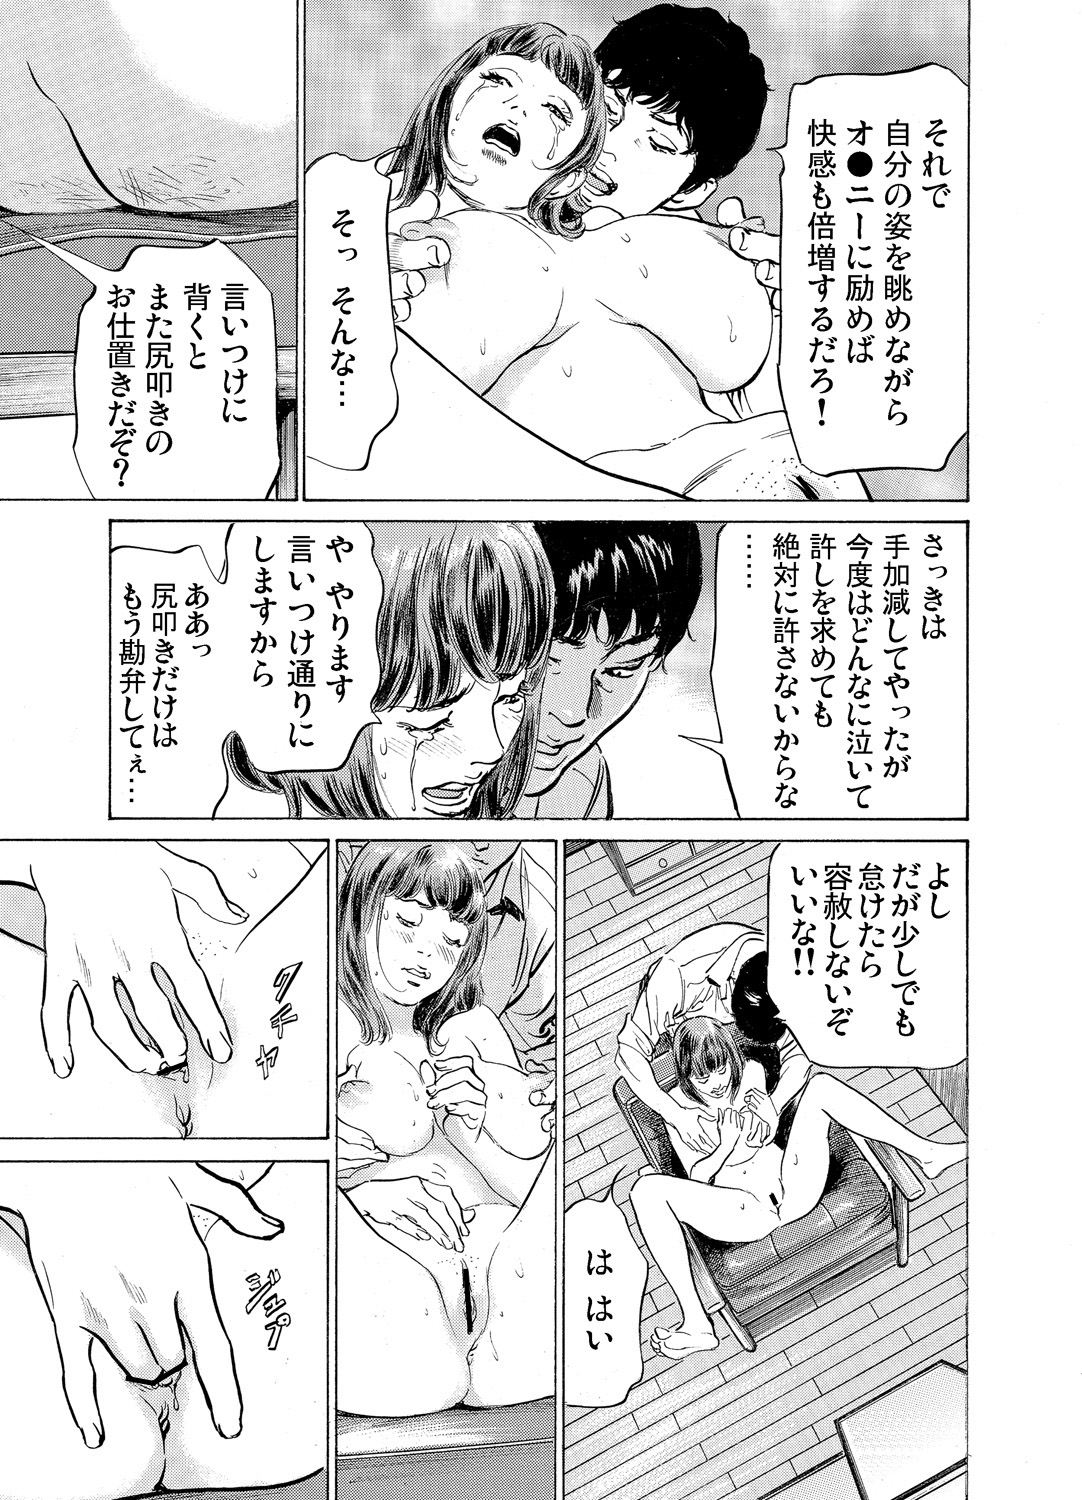 それで
自分の姿を眺めながら
オ●ニーに励めば
快感も倍増するだろ！
そっ そんな…
言いつけに
背くと
また尻叩きの
お仕置きだぞ？
さっきは
手加減してやったが
今度はどんなに泣いて
許しを求めても
絶対に許さないからな
……
や やります
言いつけ通りに
しますから
ああっ
尻叩きだけは
もう勘弁してぇ…
よし
だが少しでも
怠けたら
容赦しないぞ
いいな!!
は はい
クチャ
ジュプ